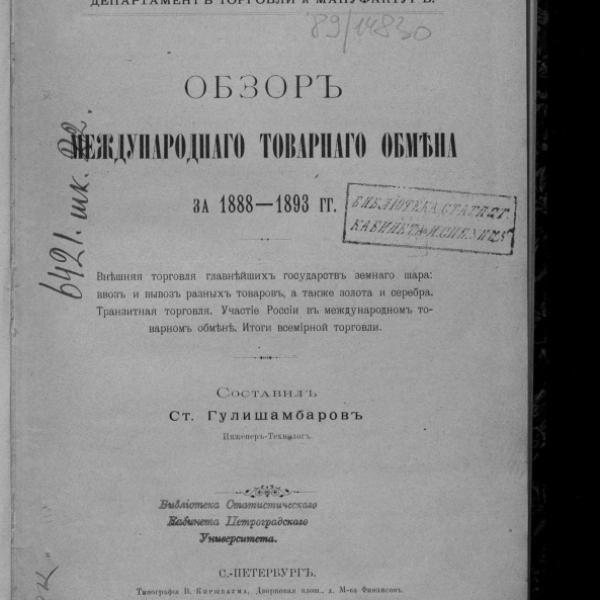 ДЕПАРТАМЕНТЪ ТОРГОВЛИ и МАНУФАКТУРЪ.
89/14830
ОБЗОРЪ
МЕЖДУНАРОДНАГО ТОВАРНАГО ОБМѢНА
ЗА 1888—1893 ГГ.
БИБЛIОТЕКА СТАТИСТ.
КАБИНЕТА
6421. шк.
Внѣшняя торговля главнѣйшихъ государствъ земнаго шара:
ввозъ и вывозъ разныхъ товаровъ, а также золота и серебра.
Транзитная торговля. Участіе Россіи въ международномъ то-
варномъ обмѣнѣ. Итоги всемірной торговли.
Составилъ
Ст. Гулишамбаровъ
Инженеръ-Технологъ.
Библіотека Статистическаго
Кабинета Петроградскаго
Университета.
С.-ПЕТЕРБУРГЪ.
Типографія В. Киршбаума, Дворцовая площ., д. М-ва Финансовъ.